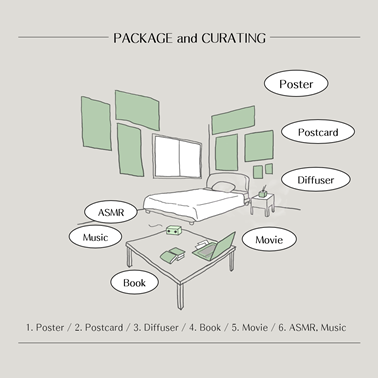 PACKAGE and CURATING
Poster
Postcard
Diffuser
ASMR
Music
Movie
Book
1. Poster / 2. Postcard / 3. Diffuser / 4. Book / 5. Movie / 6. ASMR, Music